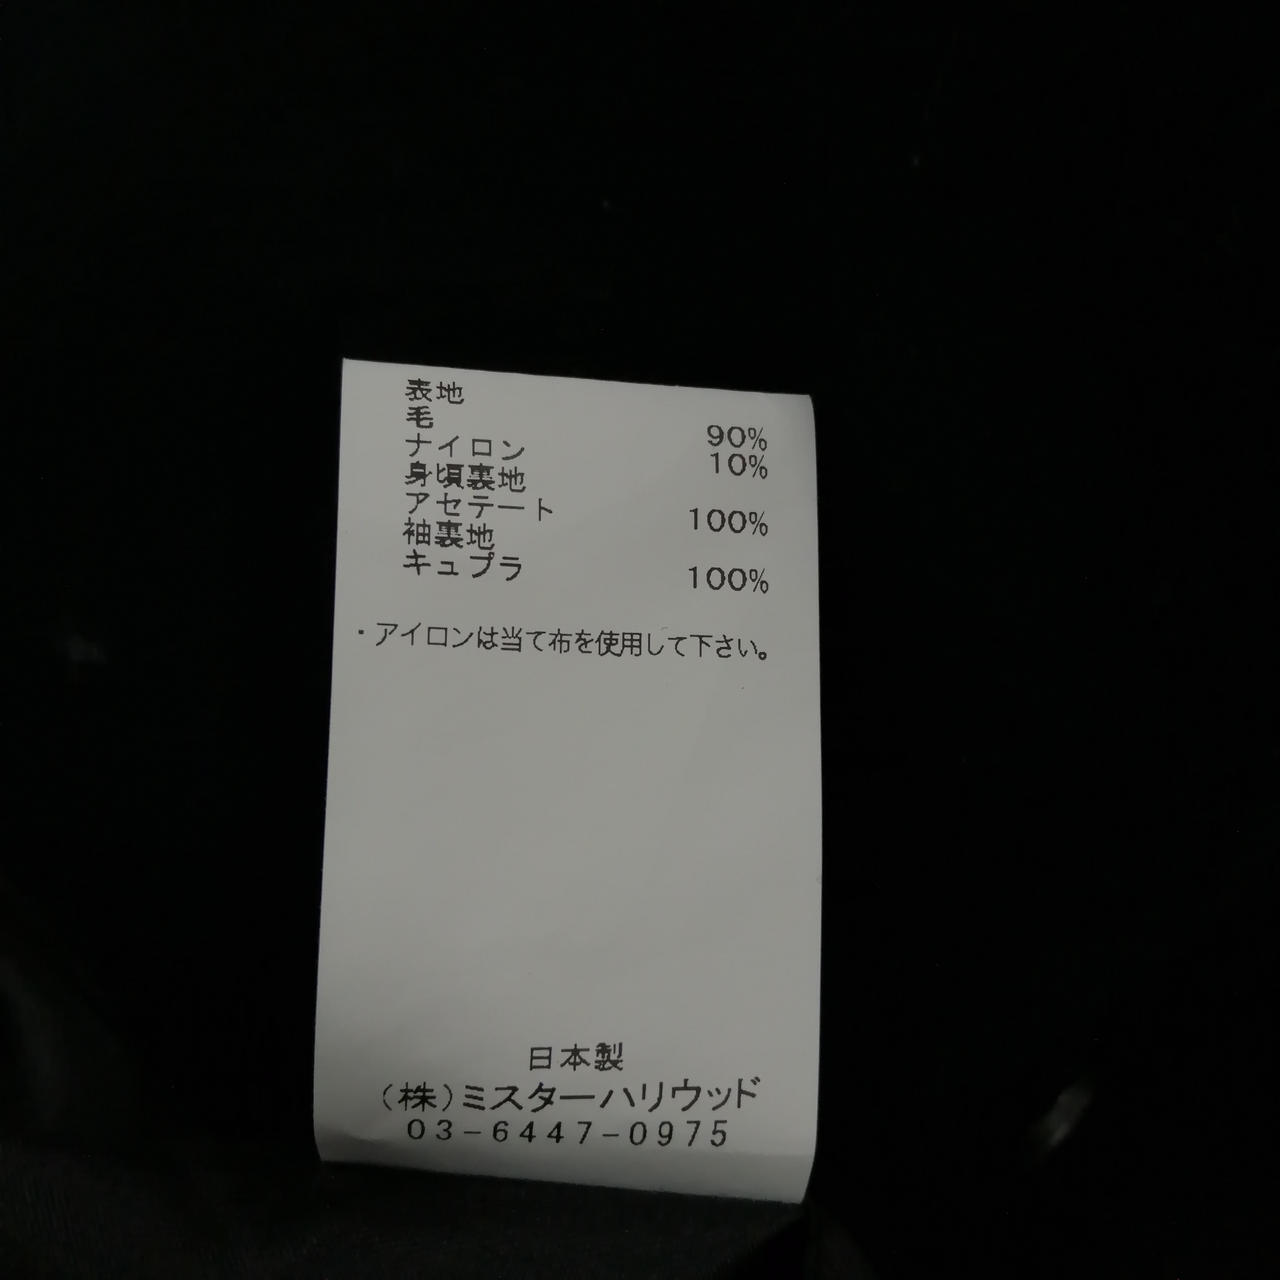 表地
毛 90%
ナイロン 10%
身頃裏地
アセテート 100%
袖裏地
キュプラ 100%
・アイロンは当て布を使用して下さい。
日本製
（株）ミスターハリウッド
03-6447-0975